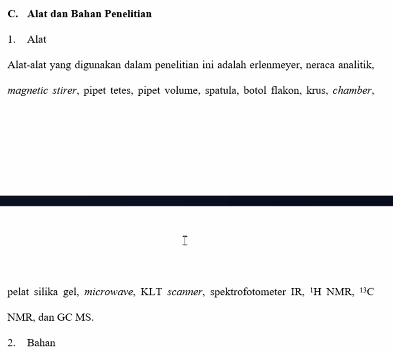 C. Alat dan Bahan Penelitian
1. Alat
Alat-alat yang digunakan dalam penelitian ini adalah erlenmeyer, neraca analitik,
magnetic stirer, pipet tetes, pipet volume, spatula, botol flakon, krus, chamber,
pelat silika gel, microwave, KLT scanner, spektrofotometer IR, ¹H NMR, ¹³C
NMR, dan GC MS.
2. Bahan